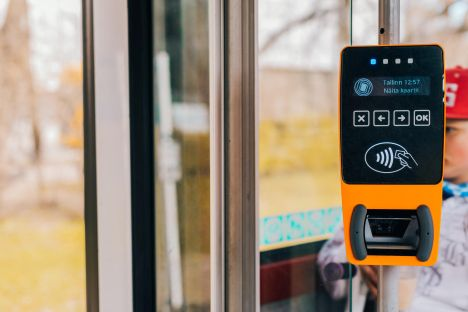 Tallinn 12:57
Näita kaarti!
X ← → OK